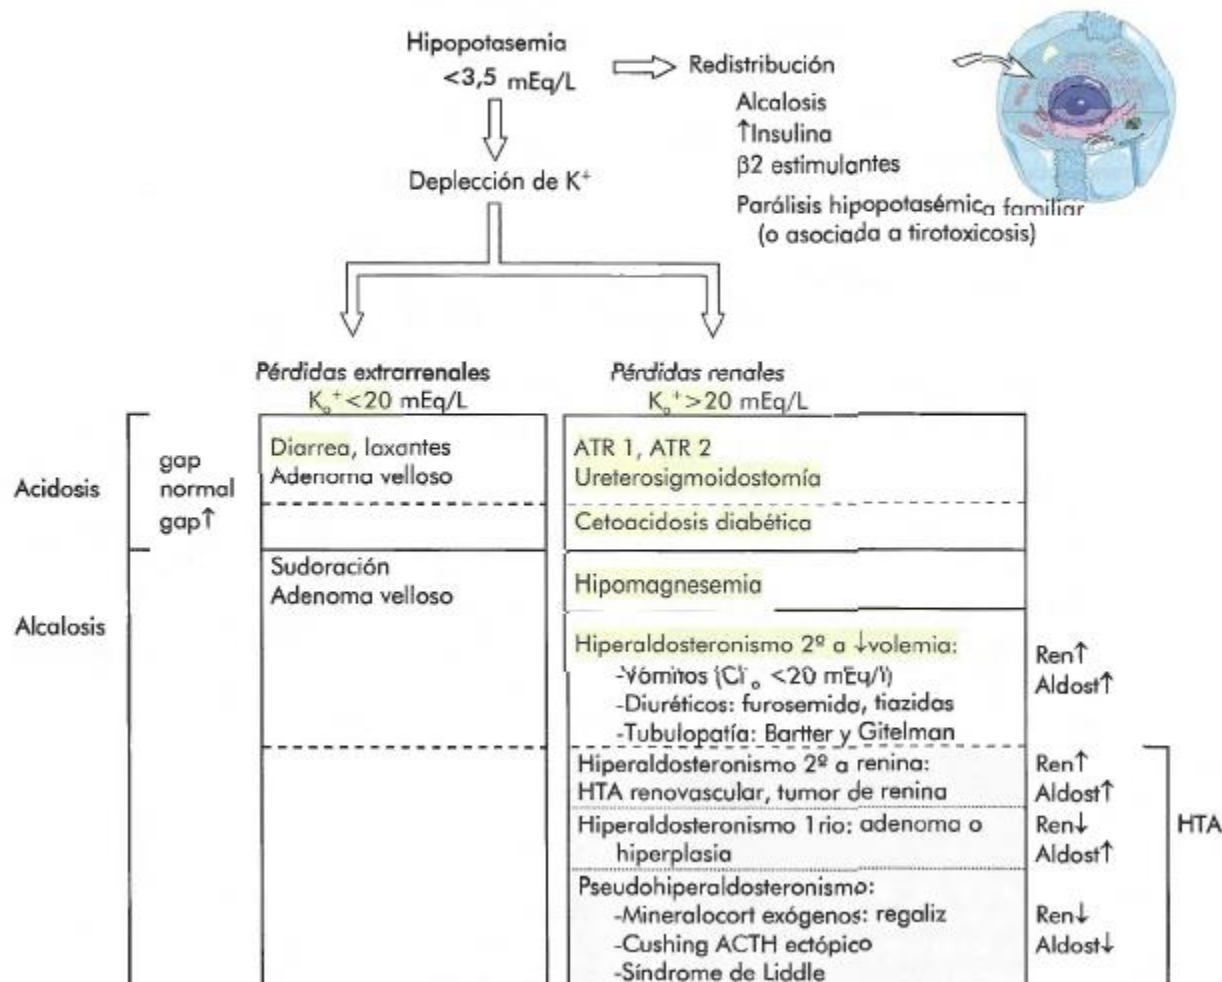 Hipopotasemia
<3,5 mEq/L
Redistribución
Alcalosis
↑Insulina
β2 estimulantes
Parálisis hipopotasémica familiar
(o asociada a tirotoxicosis)
Deplección de K⁺
Pérdidas extrarrenales
Kₒ⁺<20 mEq/L
Pérdidas renales
Kₒ⁺>20 mEq/L
Acidosis
gap
normal
gap↑
Diarrea, laxantes
Adenoma velloso
ATR 1, ATR 2
Ureterosigmoidostomía
Cetoacidosis diabética
Alcalosis
Sudoración
Adenoma velloso
Hipomagnesemia
Hiperaldosteronismo 2º a ↓volemia:
-Vómitos (Cl⁻ₒ <20 mEq/l)
-Diuréticos: furosemida, tiazidas
-Tubulopatía: Bartter y Gitelman
Ren↑
Aldost↑
Hiperaldosteronismo 2º a renina:
HTA renovascular, tumor de renina
Ren↑
Aldost↑
Hiperaldosteronismo 1rio: adenoma o
hiperplasia
Ren↓
Aldost↑
Pseudohiperaldosteronismo:
-Mineralocort exógenos: regaliz
-Cushing ACTH ectópico
-Síndrome de Liddle
Ren↓
Aldost↓
HTA